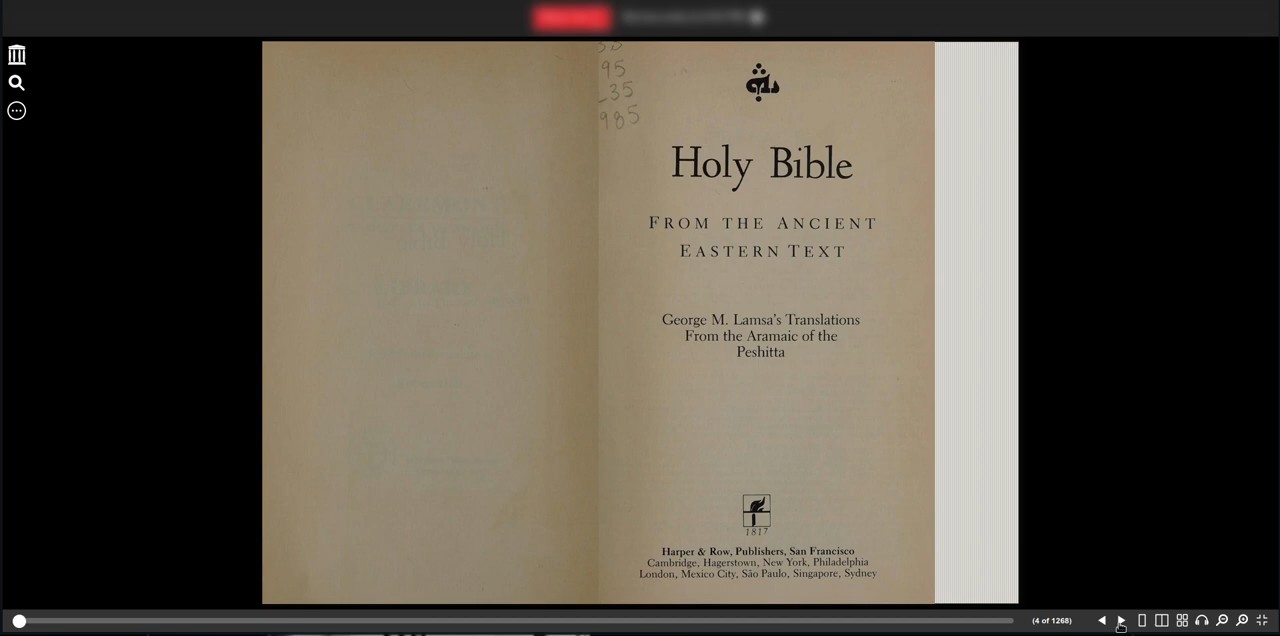 95
-35
985
Holy Bible
FROM THE ANCIENT
EASTERN TEXT
George M. Lamsa's Translations
From the Aramaic of the
Peshitta
1817
Harper & Row, Publishers, San Francisco
Cambridge, Hagerstown, New York, Philadelphia
London, Mexico City, São Paulo, Singapore, Sydney
(4 of 1268)